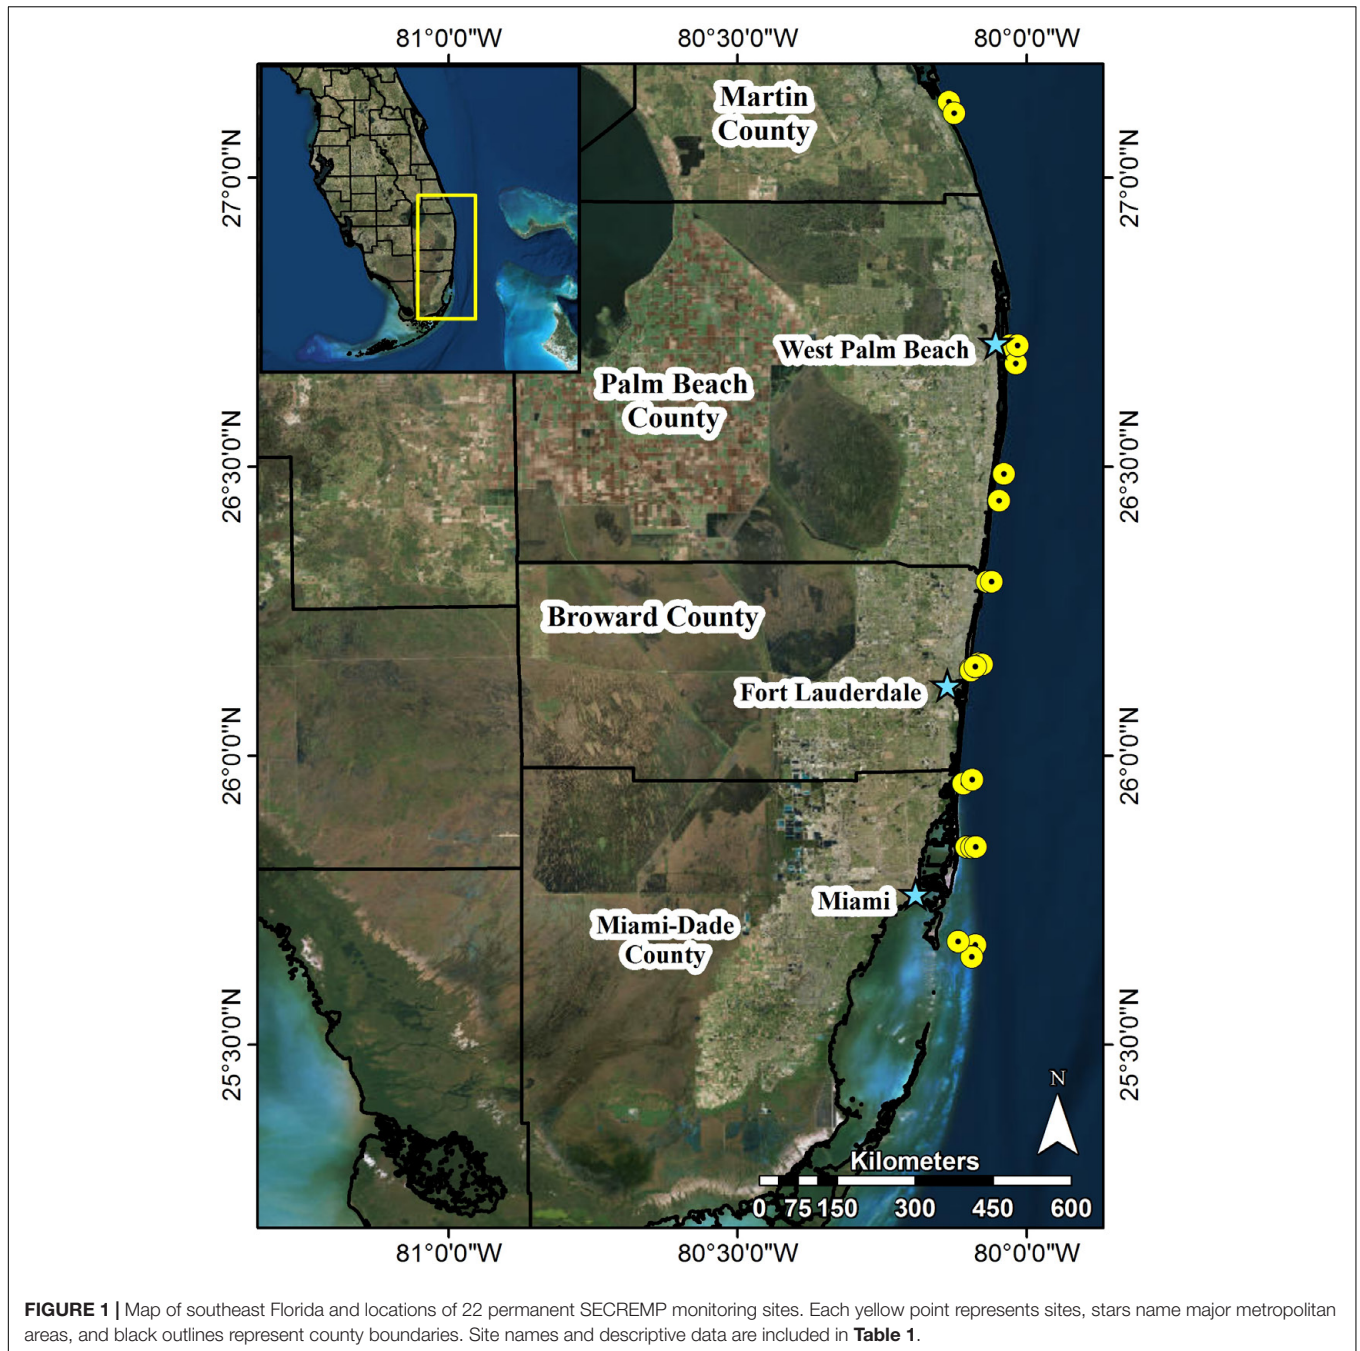 81°0'0"W 80°30'0"W 80°0'0"W
27°0'0"N
26°30'0"N
26°0'0"N
25°30'0"N
Martin
County
West Palm Beach
Palm Beach
County
Broward County
Fort Lauderdale
Miami
Miami-Dade
County
27°0'0"N
26°30'0"N
26°0'0"N
25°30'0"N
N
Kilometers
0 75 150 300 450 600
81°0'0"W 80°30'0"W 80°0'0"W
FIGURE 1 | Map of southeast Florida and locations of 22 permanent SECREMP monitoring sites. Each yellow point represents sites, stars name major metropolitan
areas, and black outlines represent county boundaries. Site names and descriptive data are included in Table 1.